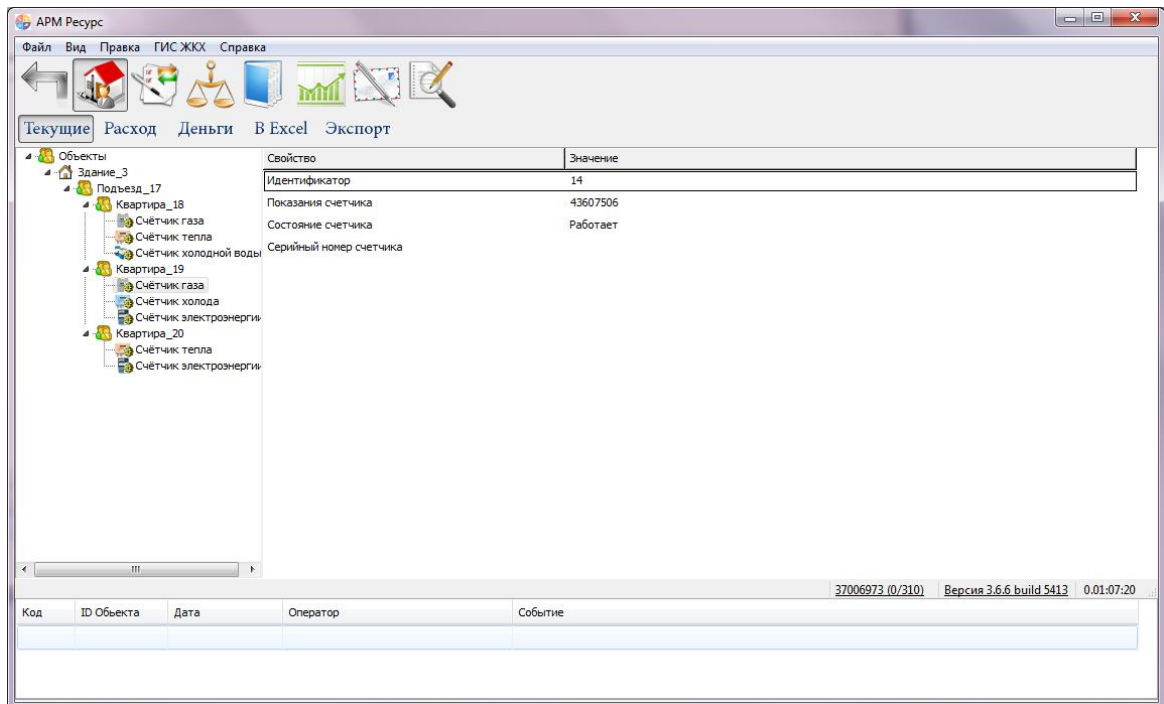 АРМ Ресурс
Файл Вид Правка ГИС ЖКХ Справка
Текущие Расход Деньги В Excel Экспорт
Объекты
Здание_3
Подъезд_17
Квартира_18
Счётчик газа
Счётчик тепла
Счётчик холодной воды
Квартира_19
Счётчик газа
Счётчик холода
Счётчик электроэнергии
Квартира_20
Счётчик тепла
Счётчик электроэнергии
Свойство Значение
Идентификатор 14
Показания счетчика 43607506
Состояние счетчика Работает
Серийный номер счетчика
37006973 (0/310) Версия 3.6.6 build 5413 0.01:07:20
Код ID Обьекта Дата Оператор Событие